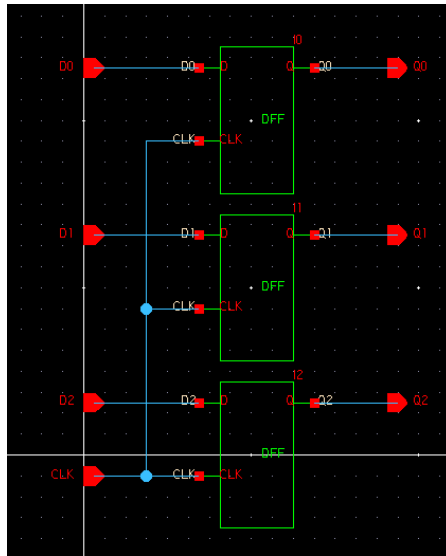 I0
D0 D0 D Q Q0 Q0
DFF
CLK CLK
I1
D1 D1 D Q Q1 Q1
DFF
CLK CLK
I2
D2 D2 D Q Q2 Q2
DFF
CLK CLK CLK